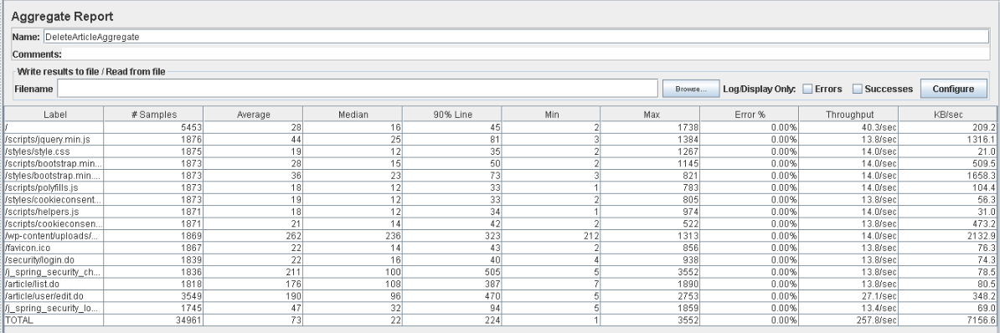 Aggregate Report
Name: DeleteArticleAggregate
Comments:
Write results to file / Read from file
Filename Browse... Log/Display Only: Errors Successes Configure
Label # Samples Average Median 90% Line Min Max Error % Throughput KB/sec
/ 5453 28 16 45 2 1738 0.00% 40.3/sec 209.2
/scripts/jquery.min.js 1876 44 25 81 3 1384 0.00% 13.8/sec 1316.1
/styles/style.css 1875 19 12 35 2 1267 0.00% 14.0/sec 21.0
/scripts/bootstrap.min... 1873 28 15 50 2 1145 0.00% 14.0/sec 509.5
/styles/bootstrap.min.... 1873 36 23 73 3 821 0.00% 14.0/sec 1658.3
/scripts/polyfills.js 1873 18 12 33 1 783 0.00% 14.0/sec 104.4
/styles/cookieconsent... 1873 19 12 33 2 805 0.00% 13.8/sec 56.3
/scripts/helpers.js 1871 18 12 34 1 974 0.00% 14.0/sec 31.0
/scripts/cookieconsen... 1871 21 14 42 2 522 0.00% 13.8/sec 473.2
/wp-content/uploads/... 1869 262 236 323 212 1313 0.00% 14.0/sec 2132.9
/favicon.ico 1867 22 14 43 2 856 0.00% 13.8/sec 76.3
/security/login.do 1839 22 16 40 4 938 0.00% 13.8/sec 74.3
/j_spring_security_ch... 1836 211 100 505 5 3552 0.00% 13.8/sec 78.5
/article/list.do 1818 176 108 387 7 1890 0.00% 13.8/sec 80.5
/article/user/edit.do 3549 190 96 470 5 2753 0.00% 27.1/sec 348.2
/j_spring_security_lo... 1745 47 32 94 5 1859 0.00% 13.4/sec 69.0
TOTAL 34961 73 22 224 1 3552 0.00% 257.8/sec 7156.6